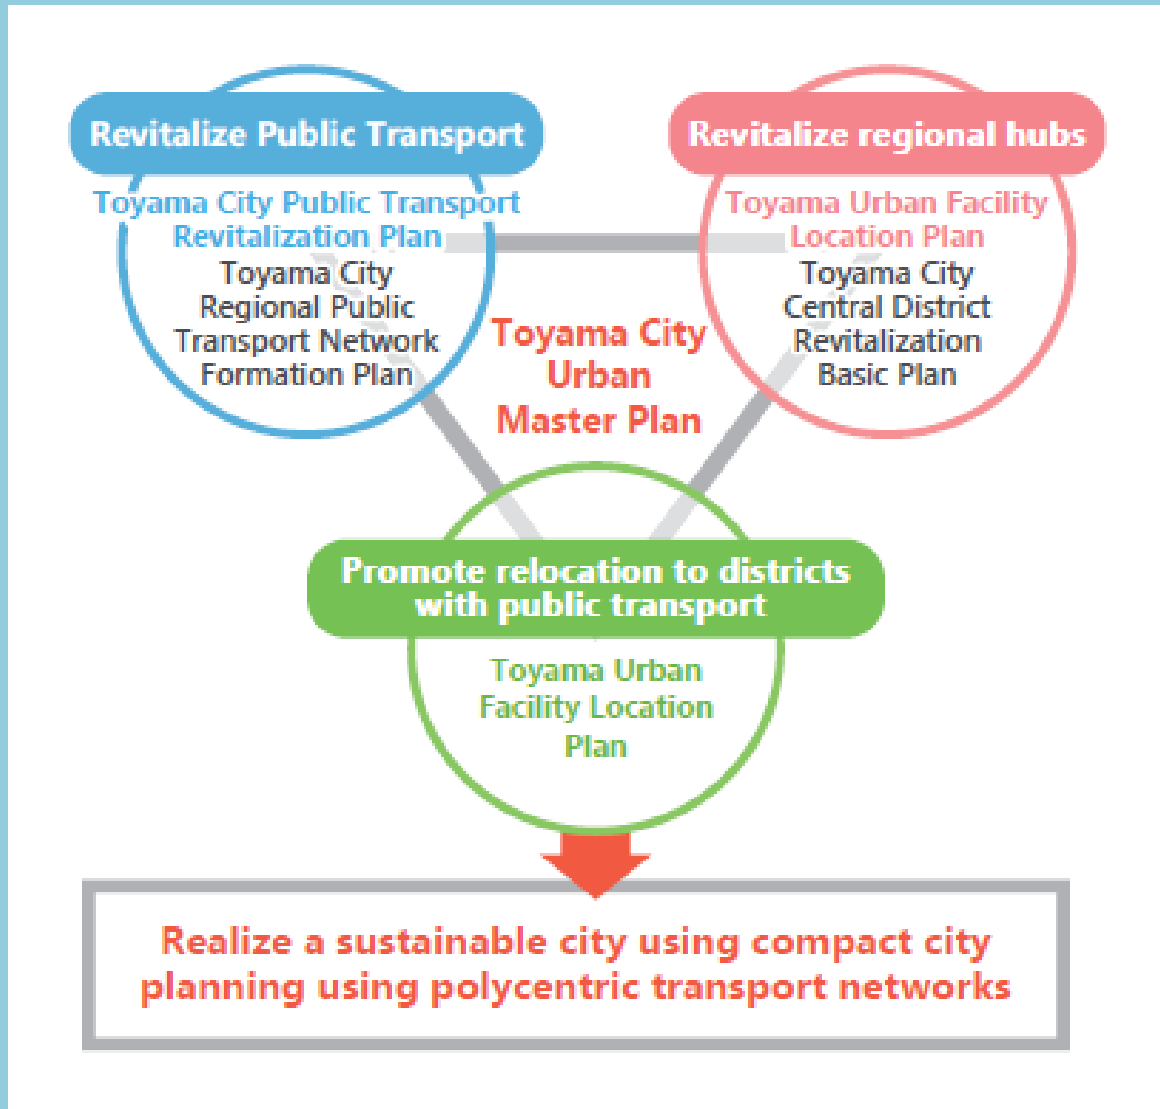 Revitalize Public Transport
Toyama City Public Transport
Revitalization Plan
Toyama City
Regional Public
Transport Network
Formation Plan
Revitalize regional hubs
Toyama Urban Facility
Location Plan
Toyama City
Central District
Revitalization
Basic Plan
Toyama City
Urban
Master Plan
Promote relocation to districts
with public transport
Toyama Urban
Facility Location
Plan
Realize a sustainable city using compact city
planning using polycentric transport networks